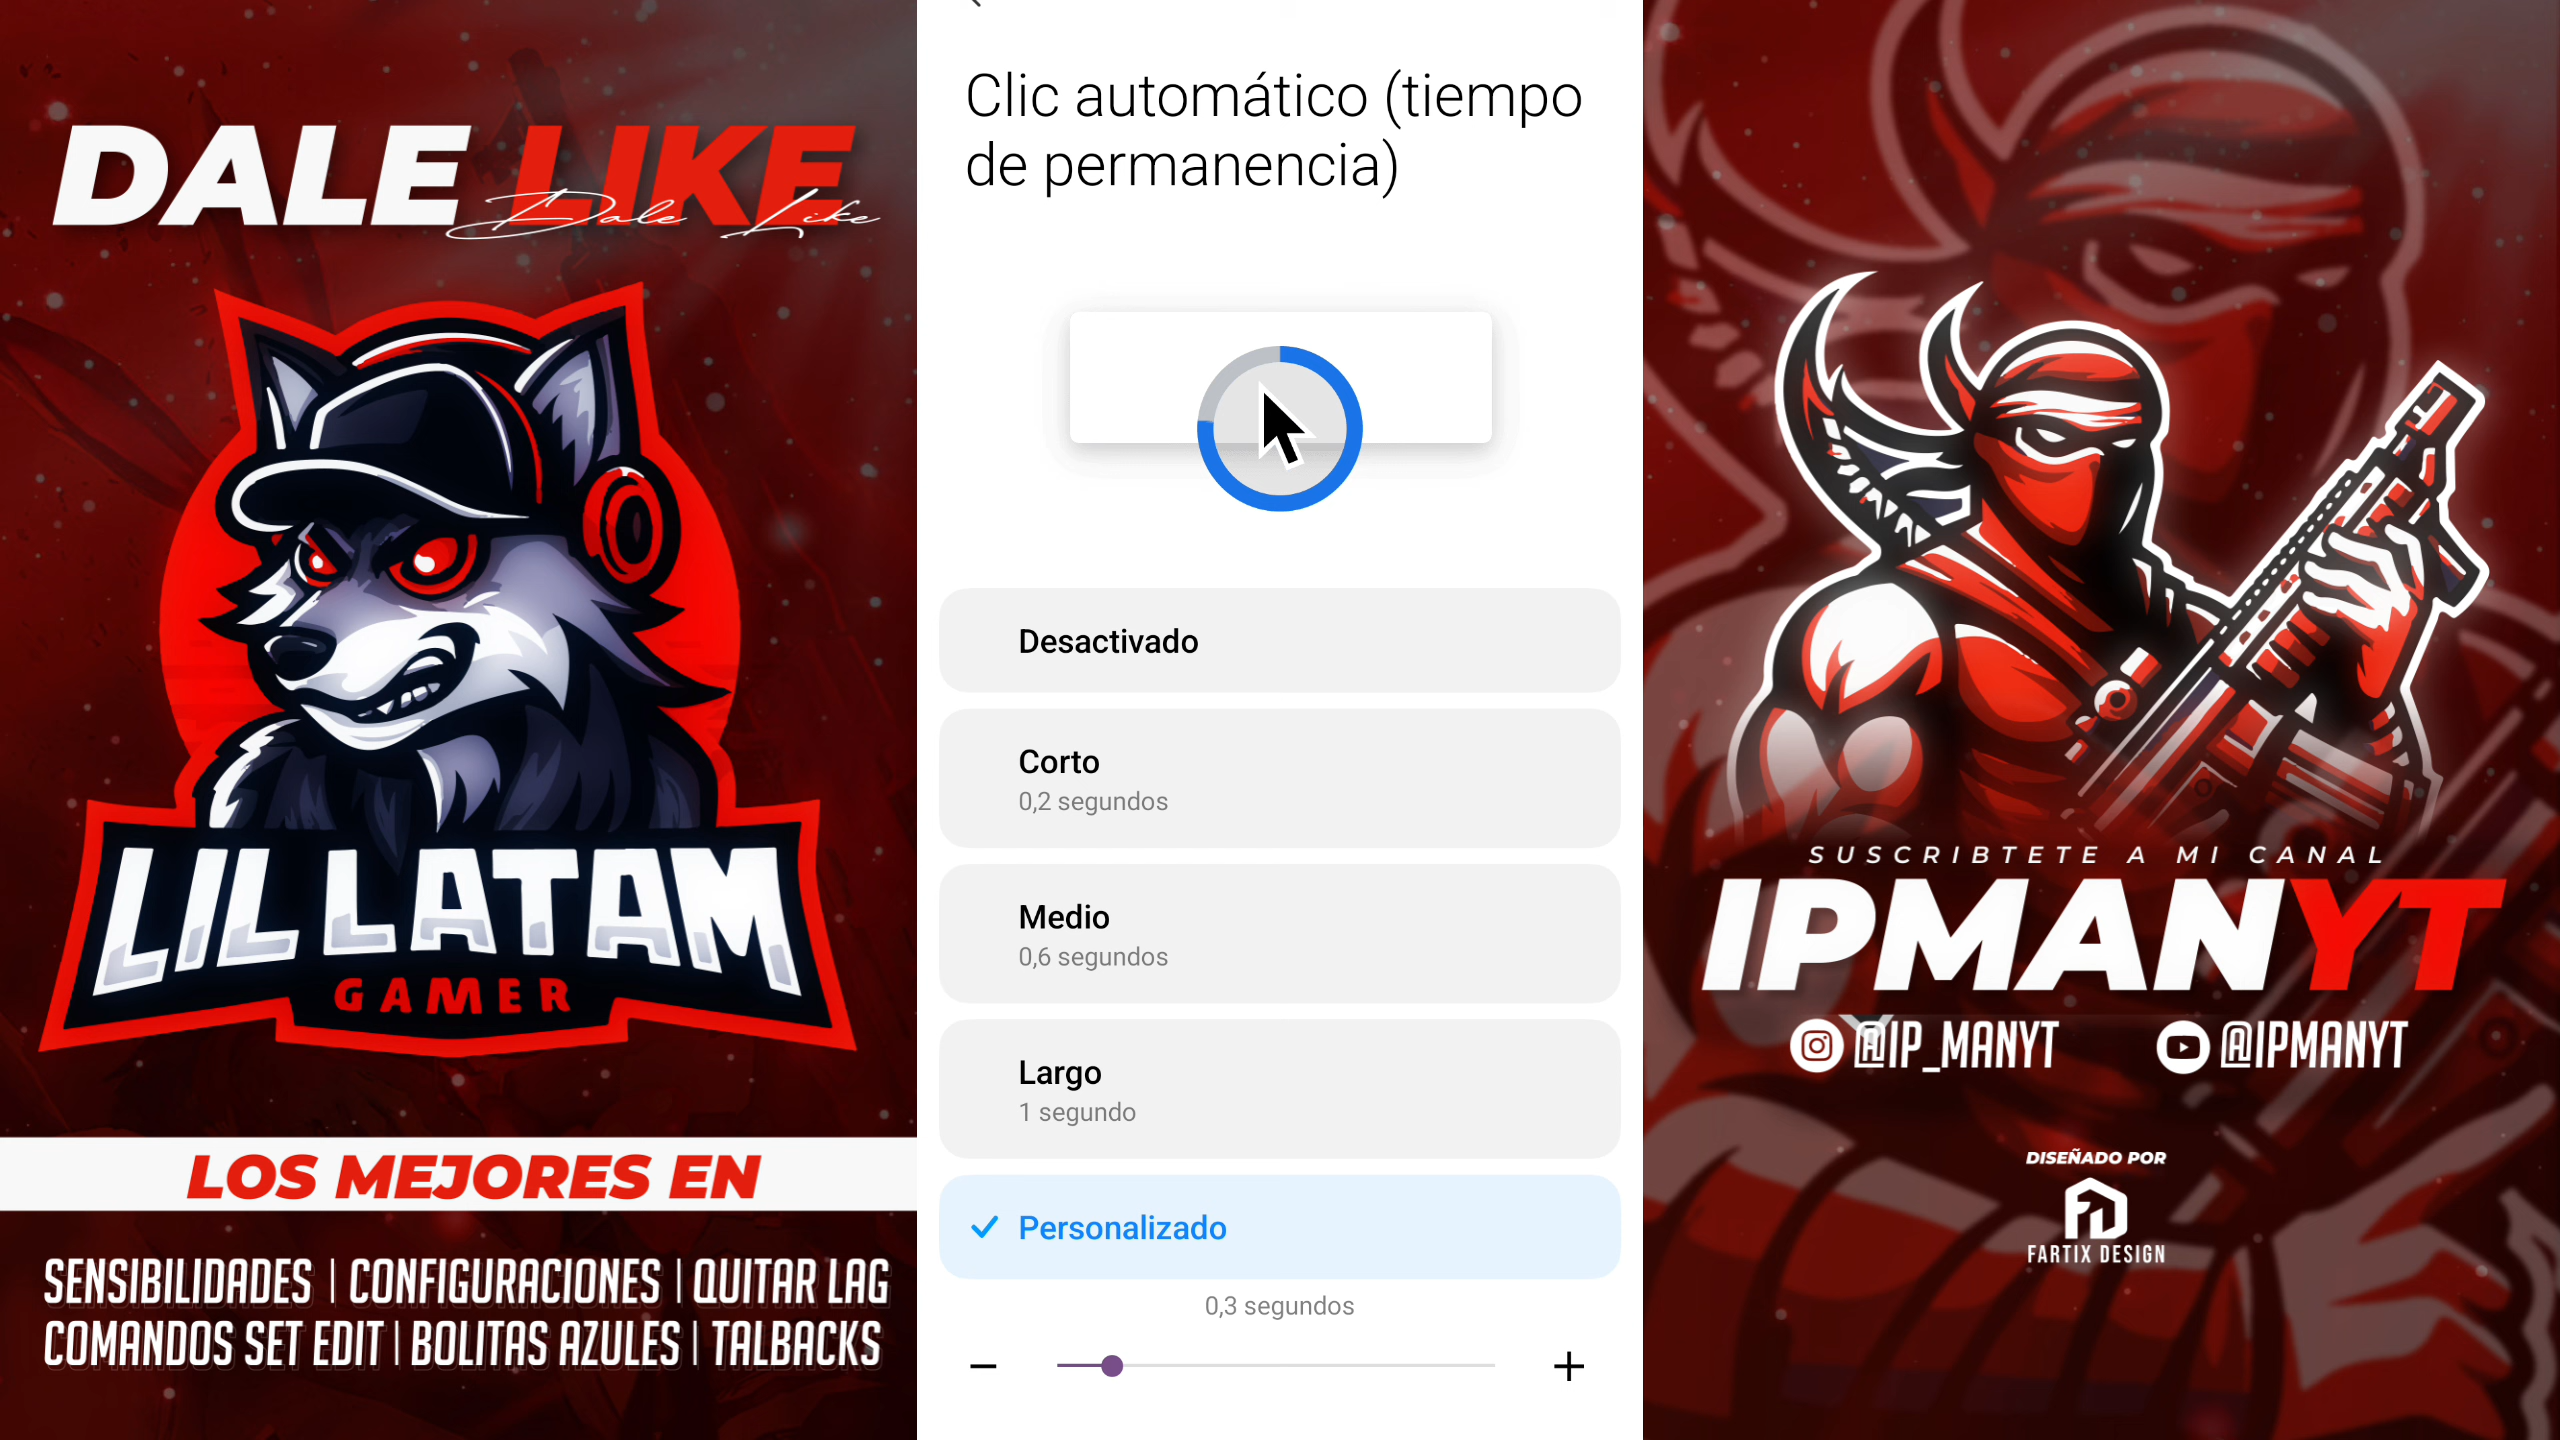 DALE LIKE
Dale Like
LIL LATAM
GAMER
LOS MEJORES EN
SENSIBILIDADES | CONFIGURACIONES | QUITAR LAG
COMANDOS SET EDIT | BOLITAS AZULES | TALBACKS
Clic automático (tiempo
de permanencia)
Desactivado
Corto
0,2 segundos
Medio
0,6 segundos
Largo
1 segundo
Personalizado
0,3 segundos
SUSCRIBTETE A MI CANAL
IPMANYT
@IP_MANYT
@IPMANYT
DISEÑADO POR
FARTIX DESIGN